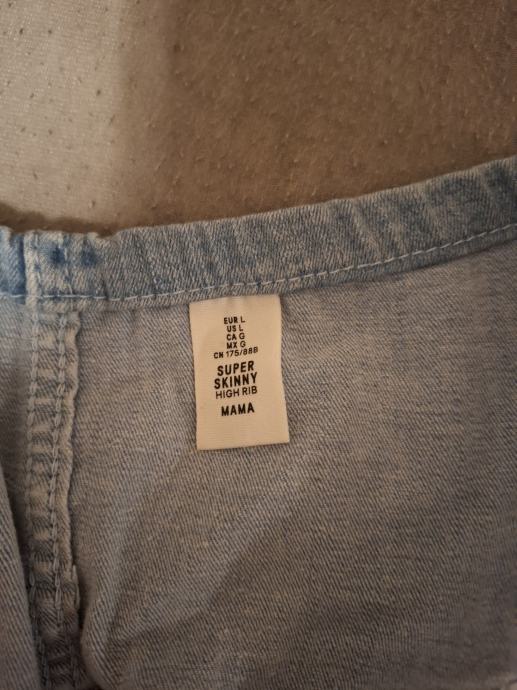 EUR L
US L
CA G
MX G
CN 175/88B
SUPER
SKINNY
HIGH RIB
MAMA